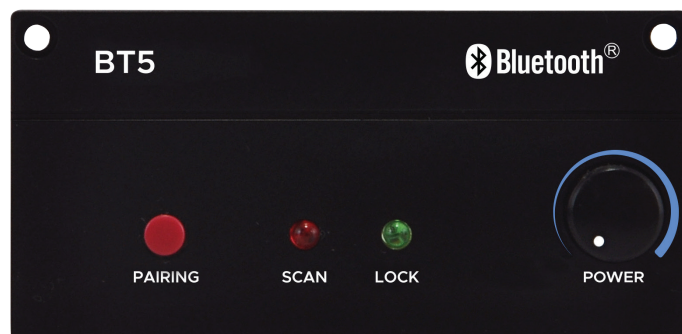 BT5
Bluetooth®
PAIRING
SCAN
LOCK
POWER